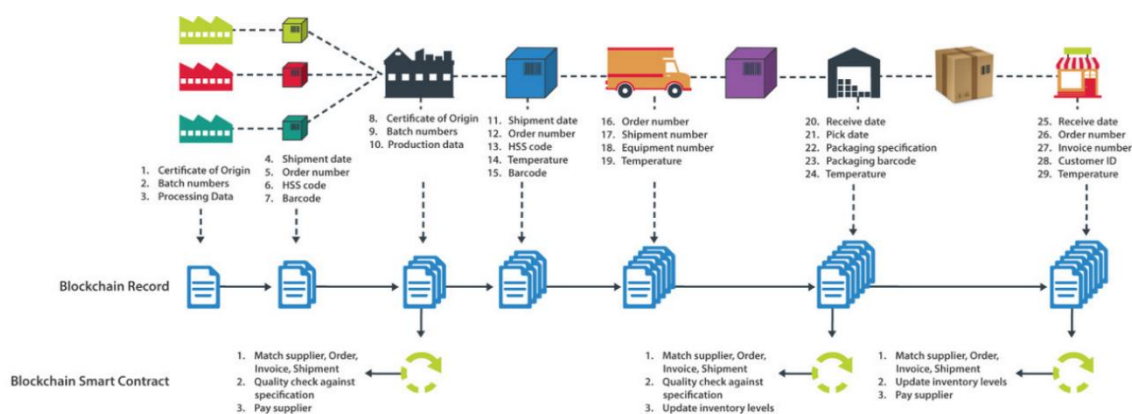 1. Certificate of Origin
2. Batch numbers
3. Processing Data
4. Shipment date
5. Order number
6. HSS code
7. Barcode
8. Certificate of Origin
9. Batch numbers
10. Production data
11. Shipment date
12. Order number
13. HSS code
14. Temperature
15. Barcode
16. Order number
17. Shipment number
18. Equipment number
19. Temperature
20. Receive date
21. Pick date
22. Packaging specification
23. Packaging barcode
24. Temperature
25. Receive date
26. Order number
27. Invoice number
28. Customer ID
29. Temperature
Blockchain Record
Blockchain Smart Contract
1. Match supplier, Order,
Invoice, Shipment
2. Quality check against
specification
3. Pay supplier
1. Match supplier, Order,
Invoice, Shipment
2. Quality check against
specification
3. Update inventory levels
1. Match supplier, Order,
Invoice, Shipment
2. Update inventory levels
3. Pay supplier